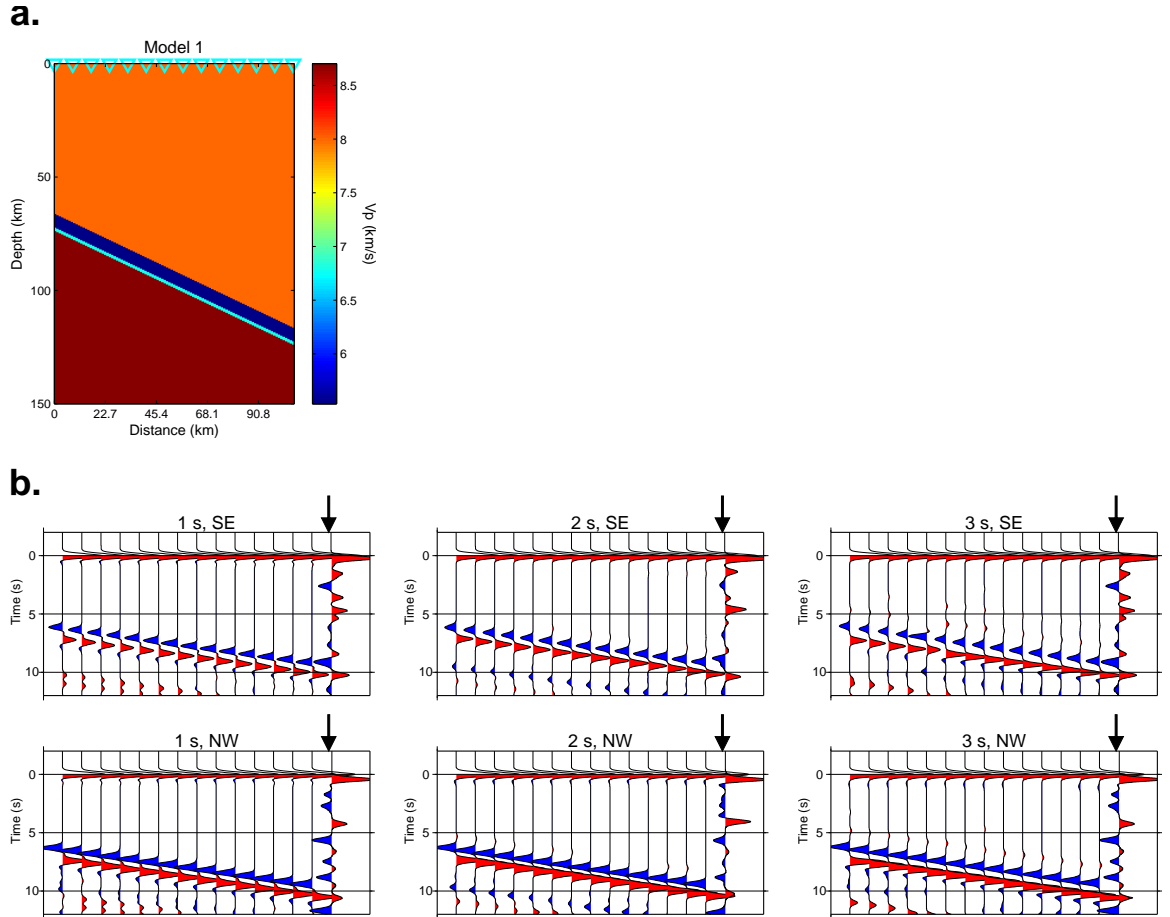 a.
Model 1
0
50
100
150
Depth (km)
0 22.7 45.4 68.1 90.8
Distance (km)
8.5
8
7.5
7
6.5
6
Vp (km/s)
b.
1 s, SE
0
5
10
Time (s)
2 s, SE
0
5
10
Time (s)
3 s, SE
0
5
10
Time (s)
1 s, NW
0
5
10
Time (s)
2 s, NW
0
5
10
Time (s)
3 s, NW
0
5
10
Time (s)